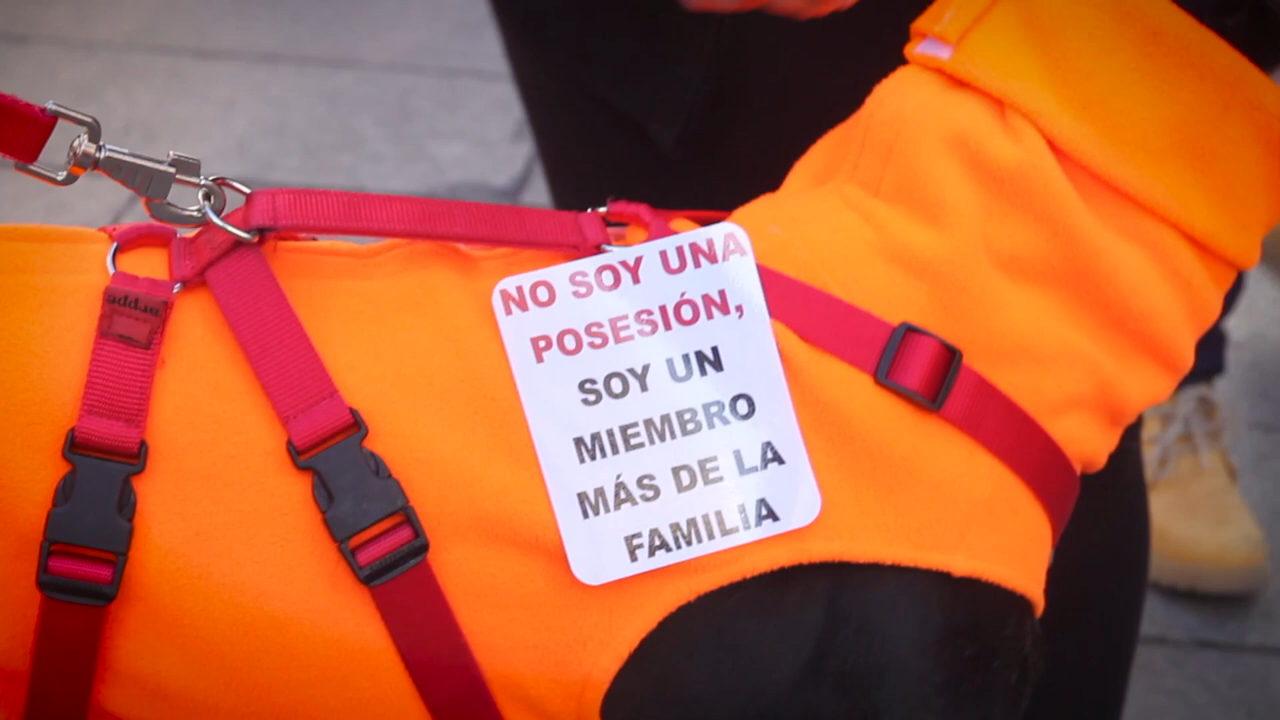 NO SOY UNA
POSESIÓN,
SOY UN
MIEMBRO
MÁS DE LA
FAMILIA